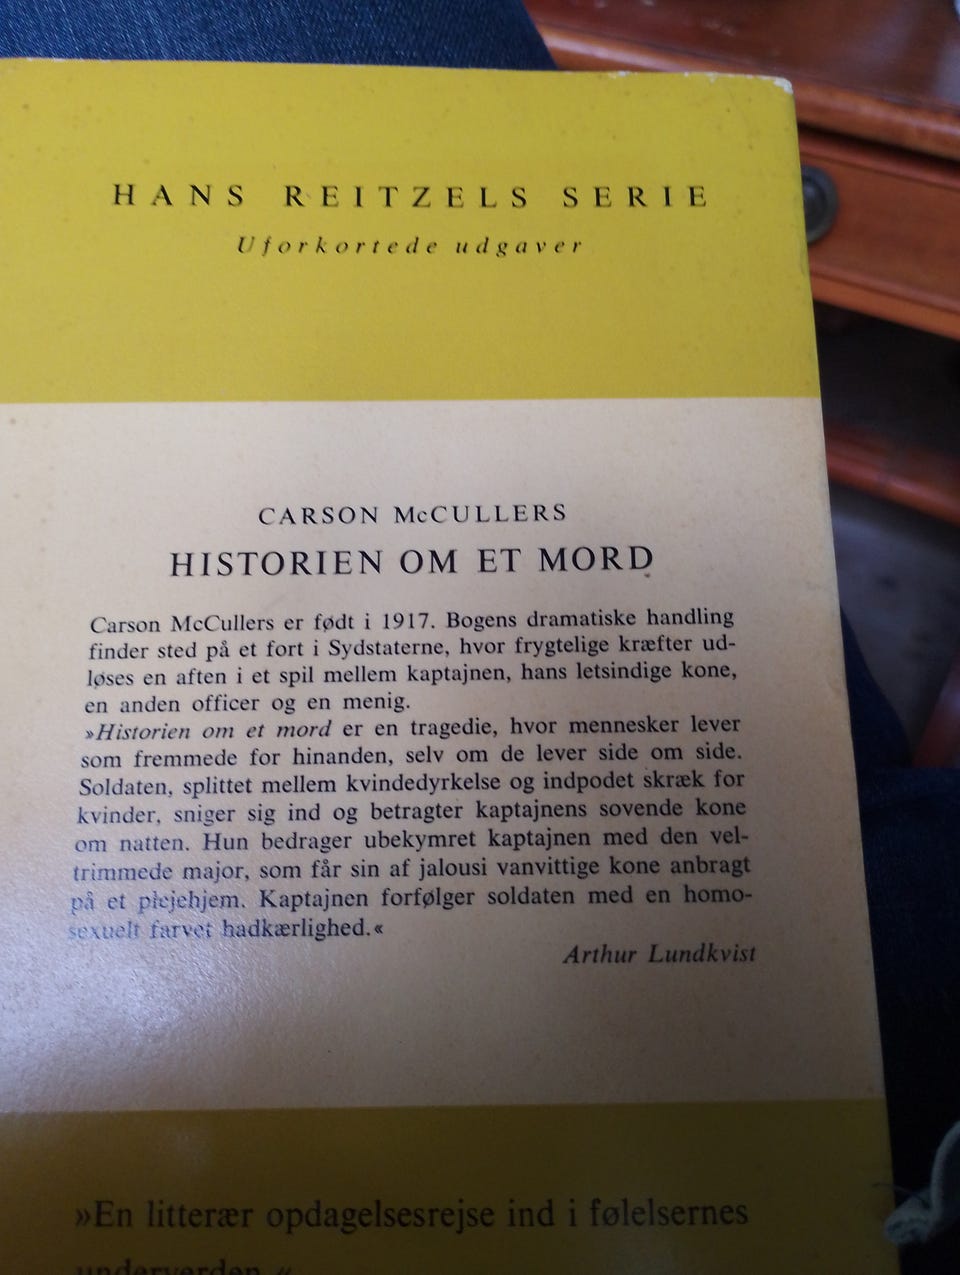 HANS REITZELS SERIE
Uforkortede udgaver
CARSON McCULLERS
HISTORIEN OM ET MORD
Carson McCullers er født i 1917. Bogens dramatiske handling
finder sted på et fort i Sydstaterne, hvor frygtelige kræfter ud-
løses en aften i et spil mellem kaptajnen, hans letsindige kone,
en anden officer og en menig.
»Historien om et mord er en tragedie, hvor mennesker lever
som fremmede for hinanden, selv om de lever side om side.
Soldaten, splittet mellem kvindedyrkelse og indpodet skræk for
kvinder, sniger sig ind og betragter kaptajnens sovende kone
om natten. Hun bedrager ubekymret kaptajnen med den vel-
trimmede major, som får sin af jalousi vanvittige kone anbragt
på et plejehjem. Kaptajnen forfølger soldaten med en homo-
sexuelt farvet hadkærlighed.«
Arthur Lundkvist
»En litterær opdagelsesrejse ind i følelsernes
underverden.«